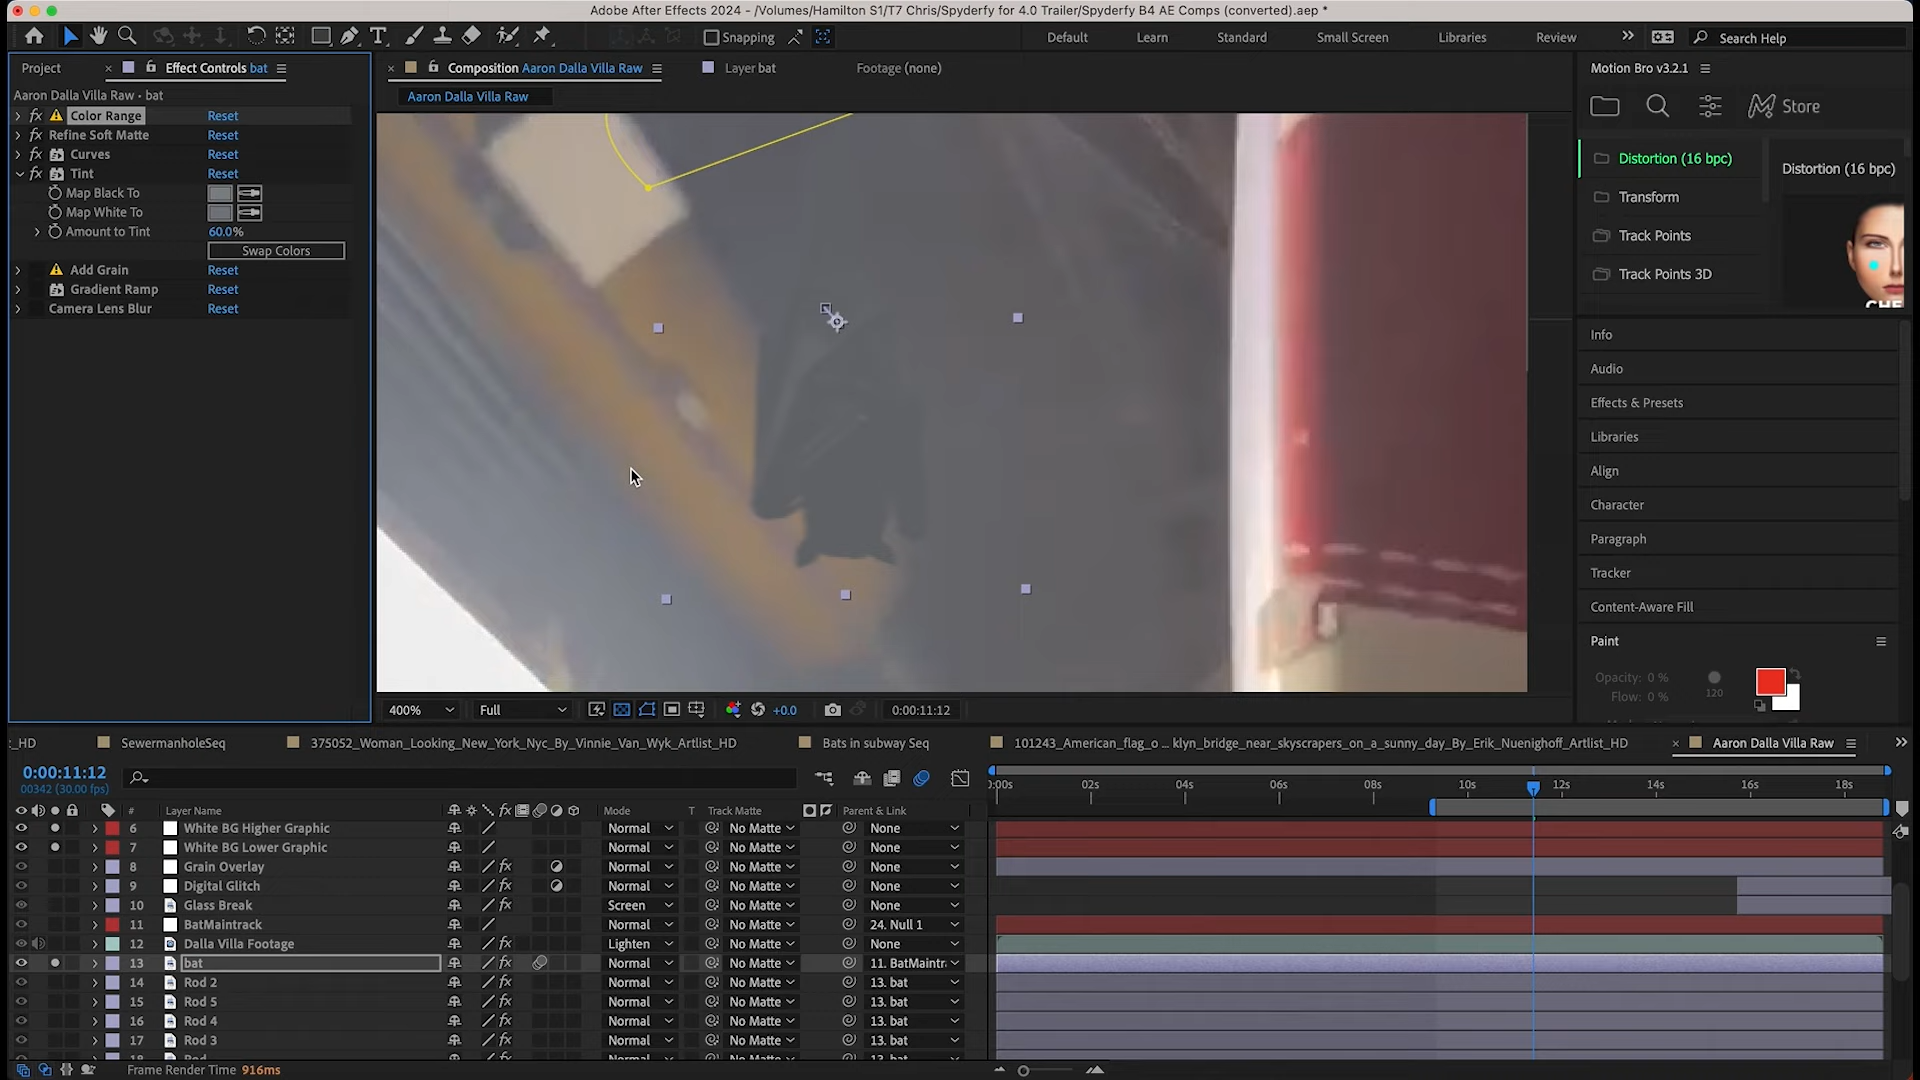 Adobe After Effects 2024 - /Volumes/Hamilton S1/T7 Chris/Spyderfy for 4.0 Trailer/Spyderfy B4 AE Comps (converted).aep *
Snapping
Default Learn Standard Small Screen Libraries Review Search Help
Project Effect Controls bat
Composition Aaron Dalla Villa Raw Layer bat Footage (none)
Motion Bro v3.2.1
Aaron Dalla Villa Raw • bat
Aaron Dalla Villa Raw
Store
Color Range Reset
Refine Soft Matte Reset
Curves Reset
Tint Reset
Map Black To
Map White To
Amount to Tint 60.0%
Swap Colors
Add Grain Reset
Gradient Ramp Reset
Camera Lens Blur Reset
Distortion (16 bpc)
Transform
Track Points
Track Points 3D
Distortion (16 bpc)
Info
Audio
Effects & Presets
Libraries
Align
Character
Paragraph
Tracker
Content-Aware Fill
Paint
Opacity: 0 %
Flow: 0 %
120
400% Full +0.0 0:00:11:12
:_HD SewermanholeSeq 375052_Woman_Looking_New_York_Nyc_By_Vinnie_Van_Wyk_Artlist_HD Bats in subway Seq 101243_American_flag_o ... klyn_bridge_near_skyscrapers_on_a_sunny_day_By_Erik_Nuenighoff_Artlist_HD Aaron Dalla Villa Raw
0:00:11:12
00342 (30.00 fps)
:00s 02s 04s 06s 08s 10s 12s 14s 16s 18s
# Layer Name Mode T Track Matte Parent & Link
6 White BG Higher Graphic Normal No Matte None
7 White BG Lower Graphic Normal No Matte None
8 Grain Overlay Normal No Matte None
9 Digital Glitch Normal No Matte None
10 Glass Break Screen No Matte None
11 BatMaintrack Normal No Matte 24. Null 1
12 Dalla Villa Footage Lighten No Matte None
13 bat Normal No Matte 11. BatMaintr
14 Rod 2 Normal No Matte 13. bat
15 Rod 5 Normal No Matte 13. bat
16 Rod 4 Normal No Matte 13. bat
17 Rod 3 Normal No Matte 13. bat
Frame Render Time 916ms